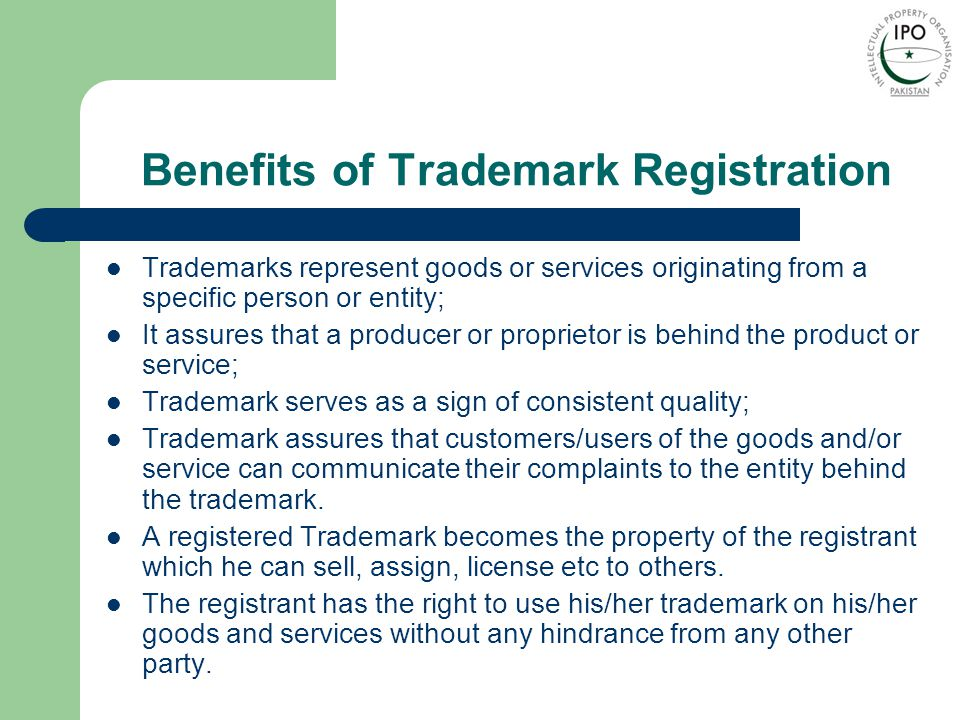 INTELLECTUAL PROPERTY ORGANISATION
IPO
PAKISTAN
Benefits of Trademark Registration
● Trademarks represent goods or services originating from a
specific person or entity;
● It assures that a producer or proprietor is behind the product or
service;
● Trademark serves as a sign of consistent quality;
● Trademark assures that customers/users of the goods and/or
service can communicate their complaints to the entity behind
the trademark.
● A registered Trademark becomes the property of the registrant
which he can sell, assign, license etc to others.
● The registrant has the right to use his/her trademark on his/her
goods and services without any hindrance from any other
party.